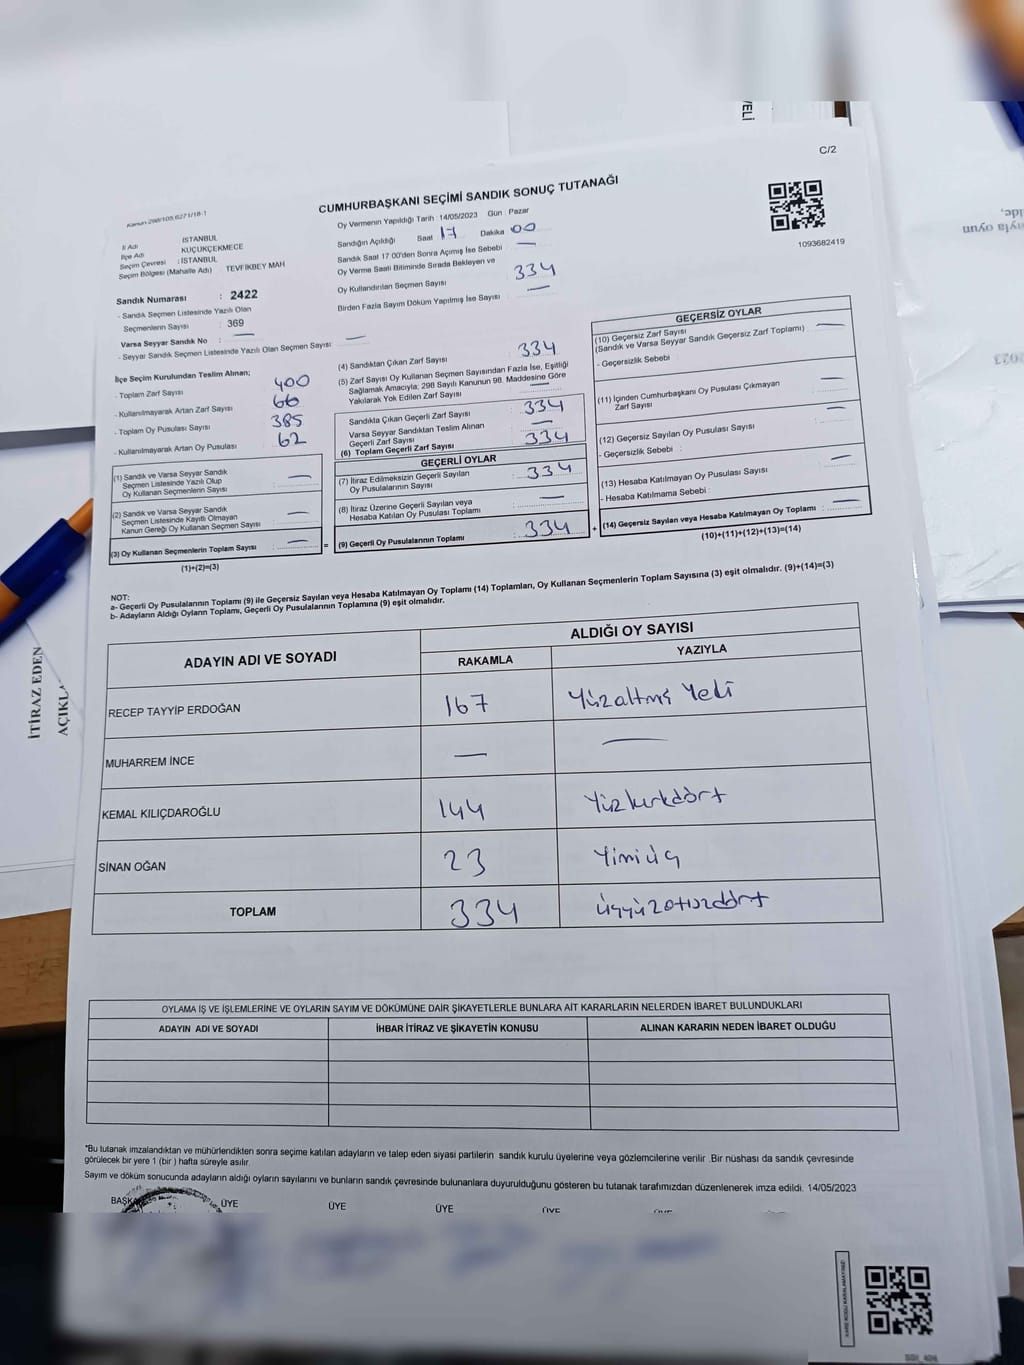 VELİ
C/2
CUMHURBAŞKANI SEÇİMİ SANDIK SONUÇ TUTANAĞI
1093682419
Kanun-298/105,6271/18-1
İl Adı İSTANBUL
İlçe Adı KÜÇÜKÇEKMECE
Seçim Çevresi : İSTANBUL
Seçim Bölgesi (Mahalle Adı) TEVFİKBEY MAH
Sandık Numarası : 2422
- Sandık Seçmen Listesinde Yazılı Olan
Seçmenlerin Sayısı : 369
Varsa Seyyar Sandık No : —
- Seyyar Sandık Seçmen Listesinde Yazılı Olan Seçmen Sayısı : —
Oy Vermenin Yapıldığı Tarih : 14/05/2023 Gün : Pazar
Sandığın Açıldığı Saat 17 Dakika 00
Sandık Saat 17:00'den Sonra Açımış İse Sebebi : —
Oy Verme Saati Bitiminde Sırada Bekleyen ve
Oy Kullandırılan Seçmen Sayısı : 334
Birden Fazla Sayım Döküm Yapılmış İse Sayısı : —
İlçe Seçim Kurulundan Teslim Alınan;
- Toplam Zarf Sayısı : 400
- Kullanılmayarak Artan Zarf Sayısı : 66
- Toplam Oy Pusulası Sayısı : 385
- Kullanılmayarak Artan Oy Pusulası : 62
(1) Sandık ve Varsa Seyyar Sandık
Seçmen Listesinde Yazılı Olup
Oy Kullanan Seçmenlerin Sayısı : —
(2) Sandık ve Varsa Seyyar Sandık
Seçmen Listesinde Kayıtlı Olmayan
Kanun Gereği Oy Kullanan Seçmen Sayısı : —
(3) Oy Kullanan Seçmenlerin Toplam Sayısı : — =
(1)+(2)=(3)
(4) Sandıktan Çıkan Zarf Sayısı : 334
(5) Zarf Sayısı Oy Kullanan Seçmen Sayısından Fazla İse, Eşitliği
Sağlamak Amacıyla; 298 Sayılı Kanunun 98. Maddesine Göre
Yakılarak Yok Edilen Zarf Sayısı : —
Sandıkta Çıkan Geçerli Zarf Sayısı : 334
Varsa Seyyar Sandıktan Teslim Alınan
Geçerli Zarf Sayısı : —
(6) Toplam Geçerli Zarf Sayısı : 334
GEÇERLİ OYLAR
(7) İtiraz Edilmeksizin Geçerli Sayılan
Oy Pusulalarının Sayısı : 334
(8) İtiraz Üzerine Geçerli Sayılan veya
Hesaba Katılan Oy Pusulası Toplamı : —
(9) Geçerli Oy Pusulalarının Toplamı : 334 +
GEÇERSİZ OYLAR
(10) Geçersiz Zarf Sayısı : —
(Sandık ve Varsa Seyyar Sandık Geçersiz Zarf Toplamı)
- Geçersizlik Sebebi :
(11) İçinden Cumhurbaşkanı Oy Pusulası Çıkmayan
Zarf Sayısı : —
(12) Geçersiz Sayılan Oy Pusulası Sayısı : —
- Geçersizlik Sebebi :
(13) Hesaba Katılmayan Oy Pusulası Sayısı : —
- Hesaba Katılmama Sebebi :
(14) Geçersiz Sayılan veya Hesaba Katılmayan Oy Toplamı : —
(10)+(11)+(12)+(13)=(14)
NOT:
a- Geçerli Oy Pusulalarının Toplamı (9) ile Geçersiz Sayılan veya Hesaba Katılmayan Oy Toplamı (14) Toplamları, Oy Kullanan Seçmenlerin Toplam Sayısına (3) eşit olmalıdır. (9)+(14)=(3)
b- Adayların Aldığı Oyların Toplamı, Geçerli Oy Pusulalarının Toplamına (9) eşit olmalıdır.
ADAYIN ADI VE SOYADI
ALDIĞI OY SAYISI
RAKAMLA YAZIYLA
RECEP TAYYİP ERDOĞAN 167 Yüzaltmış Yedi
MUHARREM İNCE — —
KEMAL KILIÇDAROĞLU 144 Yüzkırkdört
SİNAN OĞAN 23 Yimiüç
TOPLAM 334 Üçyüzotuzdört
OYLAMA İŞ VE İŞLEMLERİNE VE OYLARIN SAYIM VE DÖKÜMÜNE DAİR ŞİKAYETLERLE BUNLARA AİT KARARLARIN NELERDEN İBARET BULUNDUKLARI
ADAYIN ADI VE SOYADI İHBAR İTİRAZ VE ŞİKAYETİN KONUSU ALINAN KARARIN NEDEN İBARET OLDUĞU
*Bu tutanak imzalandıktan ve mühürlendikten sonra seçime katılan adayların ve talep eden siyasi partilerin sandık kurulu üyelerine veya gözlemcilerine verilir .Bir nüshası da sandık çevresinde
görülecek bir yere 1 (bir ) hafta süreyle asılır.
Sayım ve döküm sonucunda adayların aldığı oyların sayılarını ve bunların sandık çevresinde bulunanlara duyurulduğunu gösteren bu tutanak tarafımızdan düzenlenerek imza edildi. 14/05/2023
ÜYE ÜYE ÜYE ÜYE
İTİRAZ EDEN
AÇIKL